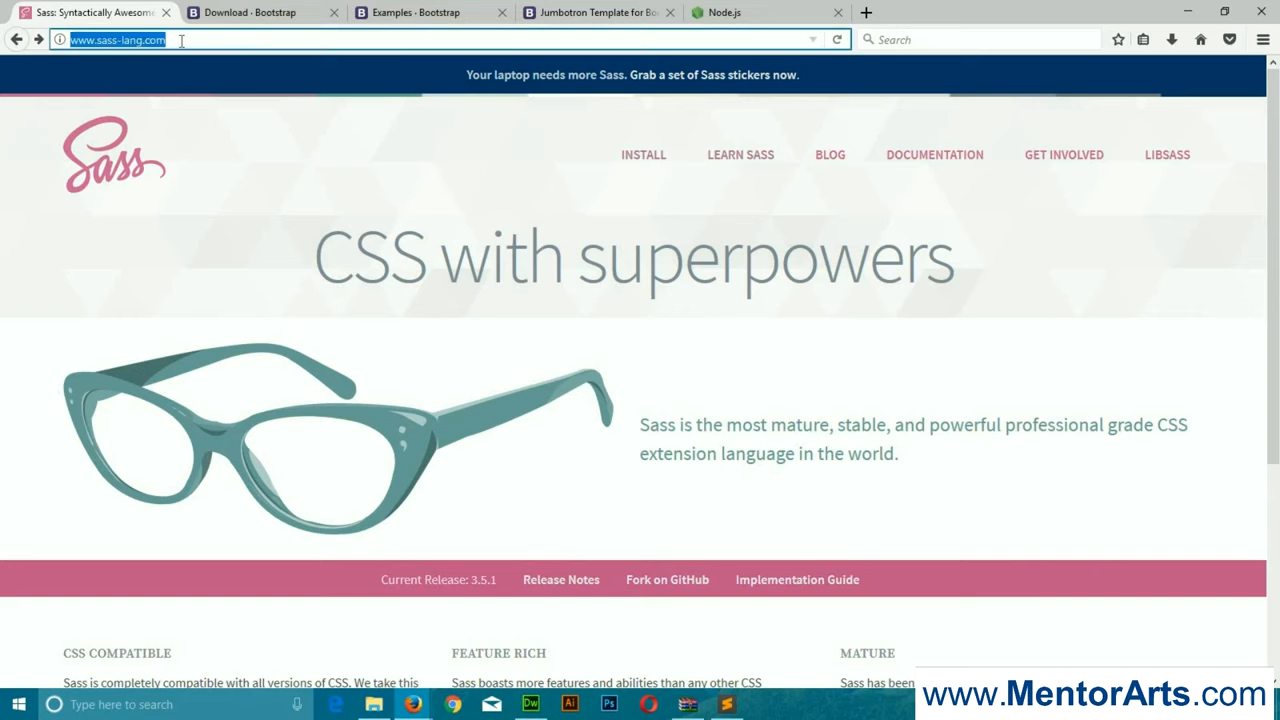 Sass: Syntactically Awesome
Download · Bootstrap
Examples · Bootstrap
Jumbotron Template for Bo
Node.js
www.sass-lang.com
Search
Your laptop needs more Sass. Grab a set of Sass stickers now.
Sass
INSTALL
LEARN SASS
BLOG
DOCUMENTATION
GET INVOLVED
LIBSASS
CSS with superpowers
Sass is the most mature, stable, and powerful professional grade CSS
extension language in the world.
Current Release: 3.5.1
Release Notes
Fork on GitHub
Implementation Guide
CSS COMPATIBLE
FEATURE RICH
MATURE
Sass is completely compatible with all versions of CSS. We take this
Sass boasts more features and abilities than any other CSS
Sass has been
Type here to search
Dw
Ai
Ps
www.MentorArts.com